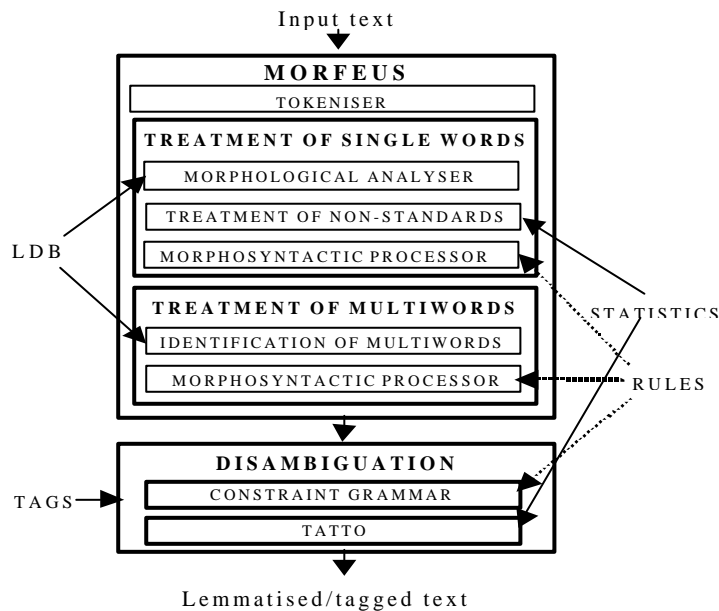 Input text
MORFEUS
TOKENISER
TREATMENT OF SINGLE WORDS
MORPHOLOGICAL ANALYSER
TREATMENT OF NON-STANDARDS
LDB
MORPHOSYNTACTIC PROCESSOR
TREATMENT OF MULTIWORDS
STATISTICS
IDENTIFICATION OF MULTIWORDS
MORPHOSYNTACTIC PROCESSOR
RULES
DISAMBIGUATION
TAGS
CONSTRAINT GRAMMAR
TATTO
Lemmatised/tagged text